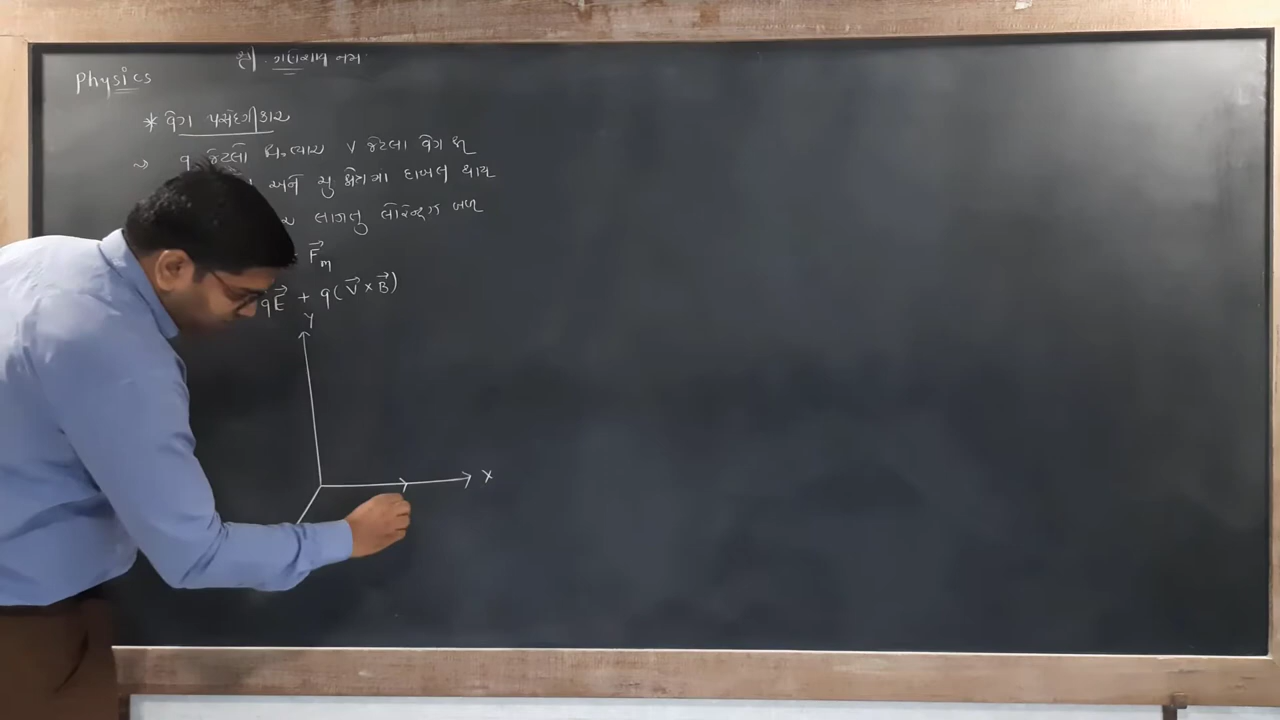 Physics
* વેગ પસંદગીકાર
q જેટલો વિ.ભાર v જેટલા વેગ થી
અને ચુ ક્ષેત્રમાં દાખલ થાય
લાગતુ લોરેન્ટ્ઝ બળ
F⃗m
qE⃗ + q(V⃗ × B⃗)
Y
X